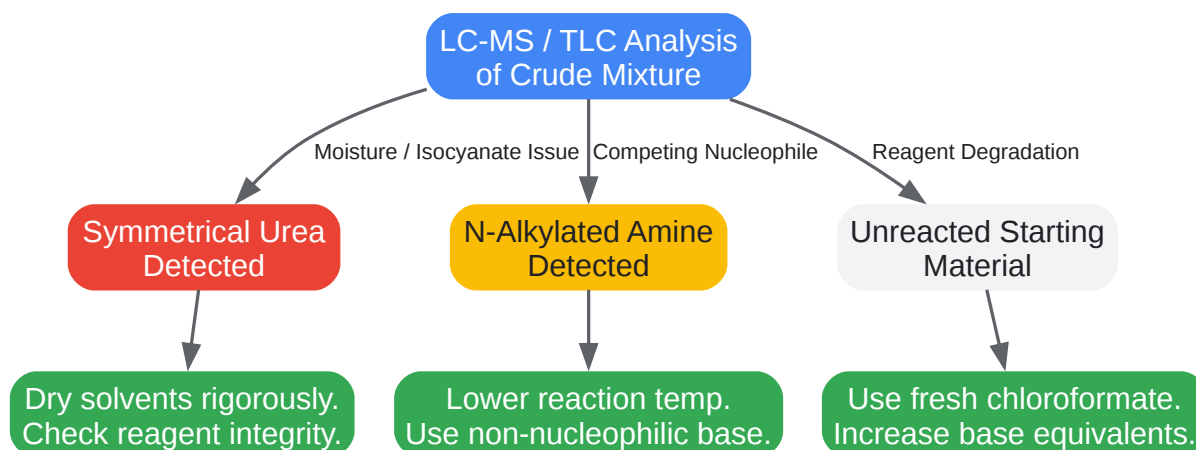 LC-MS / TLC Analysis
of Crude Mixture
Moisture / Isocyanate Issue
Competing Nucleophile
Reagent Degradation
Symmetrical Urea
Detected
N-Alkylated Amine
Detected
Unreacted Starting
Material
Dry solvents rigorously.
Check reagent integrity.
Lower reaction temp.
Use non-nucleophilic base.
Use fresh chloroformate.
Increase base equivalents.